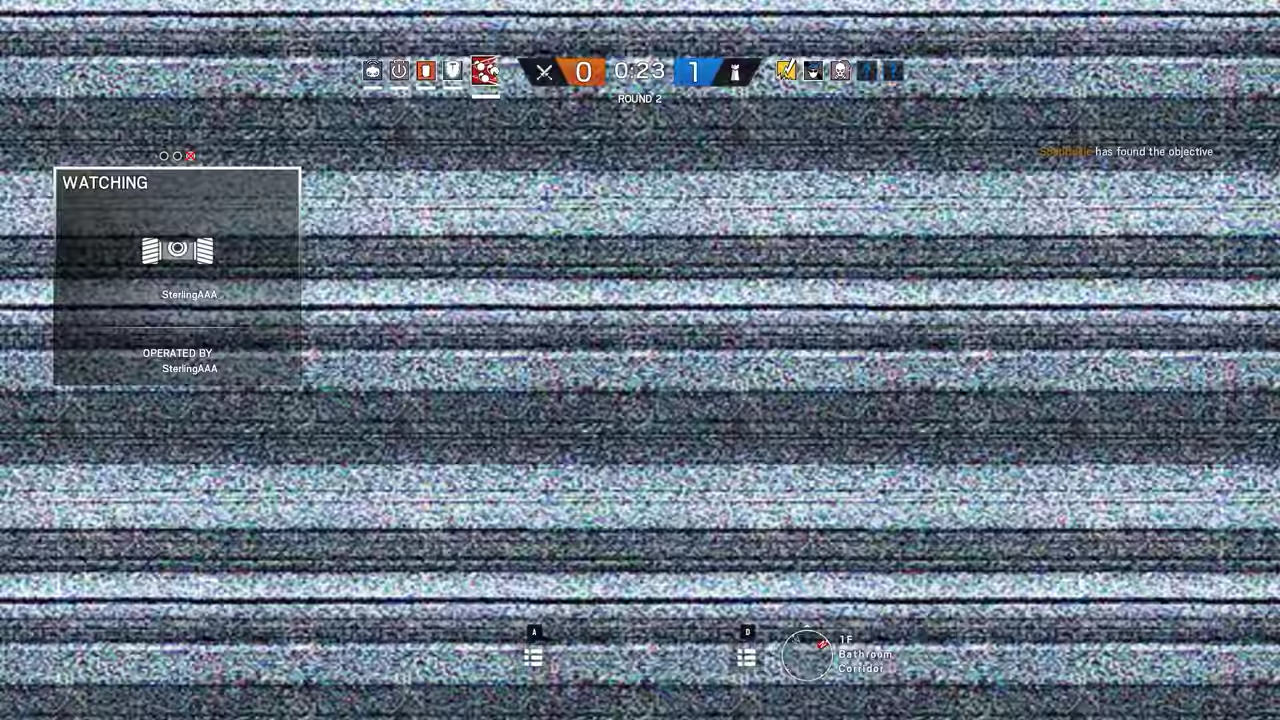 0
0:23
1
ROUND 2
has found the objective
WATCHING
SterlingAAA
OPERATED BY
SterlingAAA
A
D
1F
Bathroom
Corridor